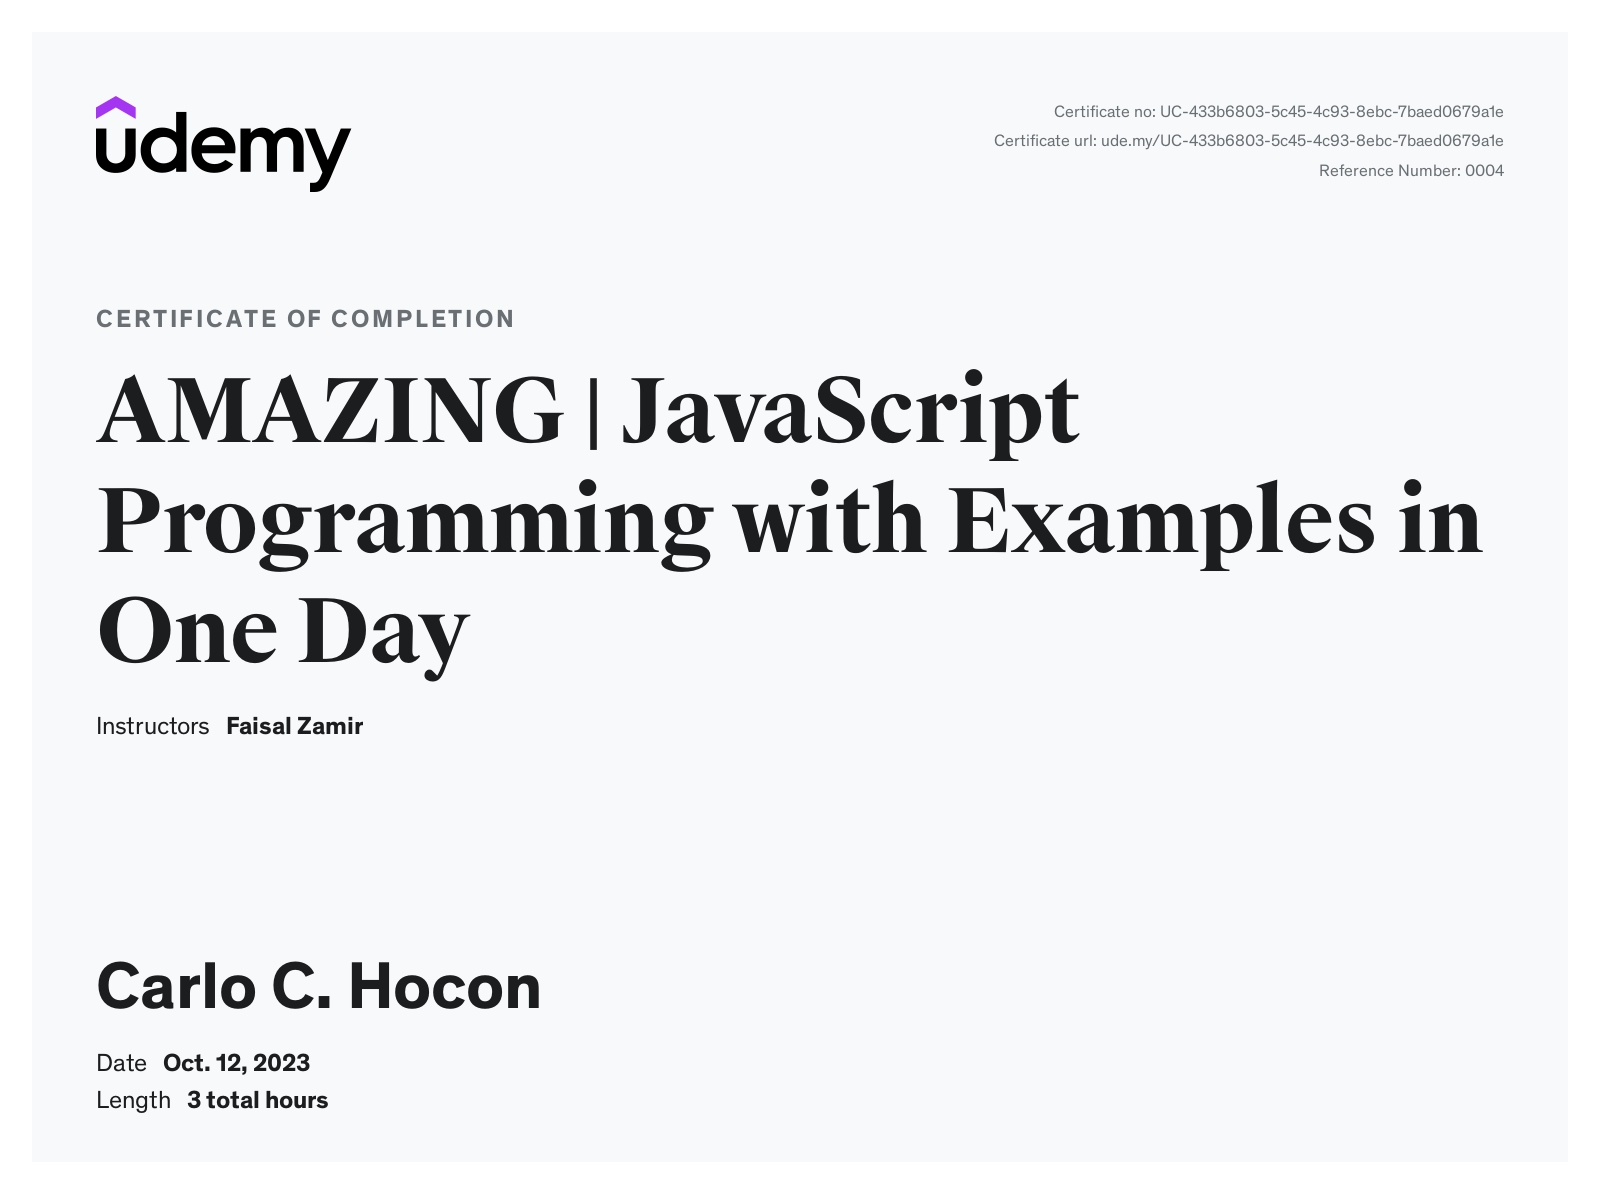 udemy
Certificate no: UC-433b6803-5c45-4c93-8ebc-7baed0679a1e
Certificate url: ude.my/UC-433b6803-5c45-4c93-8ebc-7baed0679a1e
Reference Number: 0004
CERTIFICATE OF COMPLETION
AMAZING | JavaScript
Programming with Examples in
One Day
Instructors Faisal Zamir
Carlo C. Hocon
Date Oct. 12, 2023
Length 3 total hours